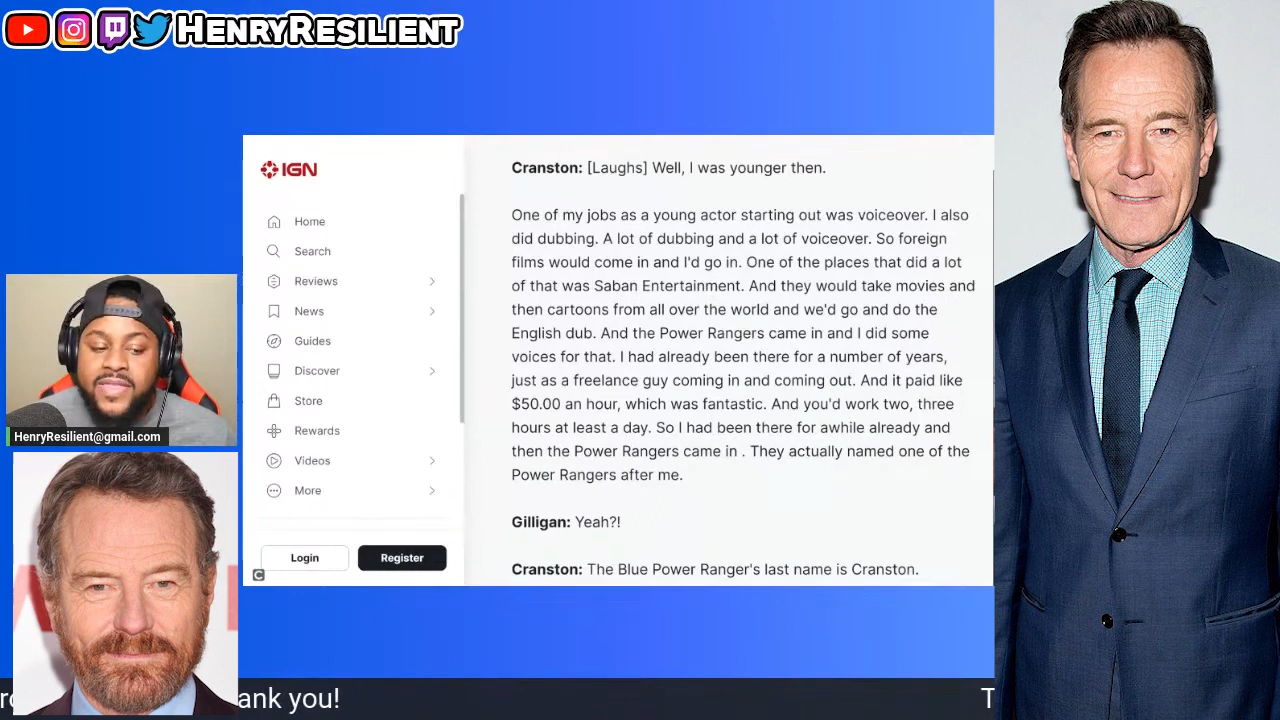 HenryResilient
IGN
Home
Search
Reviews
News
Guides
Discover
Store
Rewards
Videos
More
Login
Register
Cranston: [Laughs] Well, I was younger then.
One of my jobs as a young actor starting out was voiceover. I also
did dubbing. A lot of dubbing and a lot of voiceover. So foreign
films would come in and I'd go in. One of the places that did a lot
of that was Saban Entertainment. And they would take movies and
then cartoons from all over the world and we'd go and do the
English dub. And the Power Rangers came in and I did some
voices for that. I had already been there for a number of years,
just as a freelance guy coming in and coming out. And it paid like
$50.00 an hour, which was fantastic. And you'd work two, three
hours at least a day. So I had been there for awhile already and
then the Power Rangers came in . They actually named one of the
Power Rangers after me.
Gilligan: Yeah?!
Cranston: The Blue Power Ranger's last name is Cranston.
HenryResilient@gmail.com
ank you! T